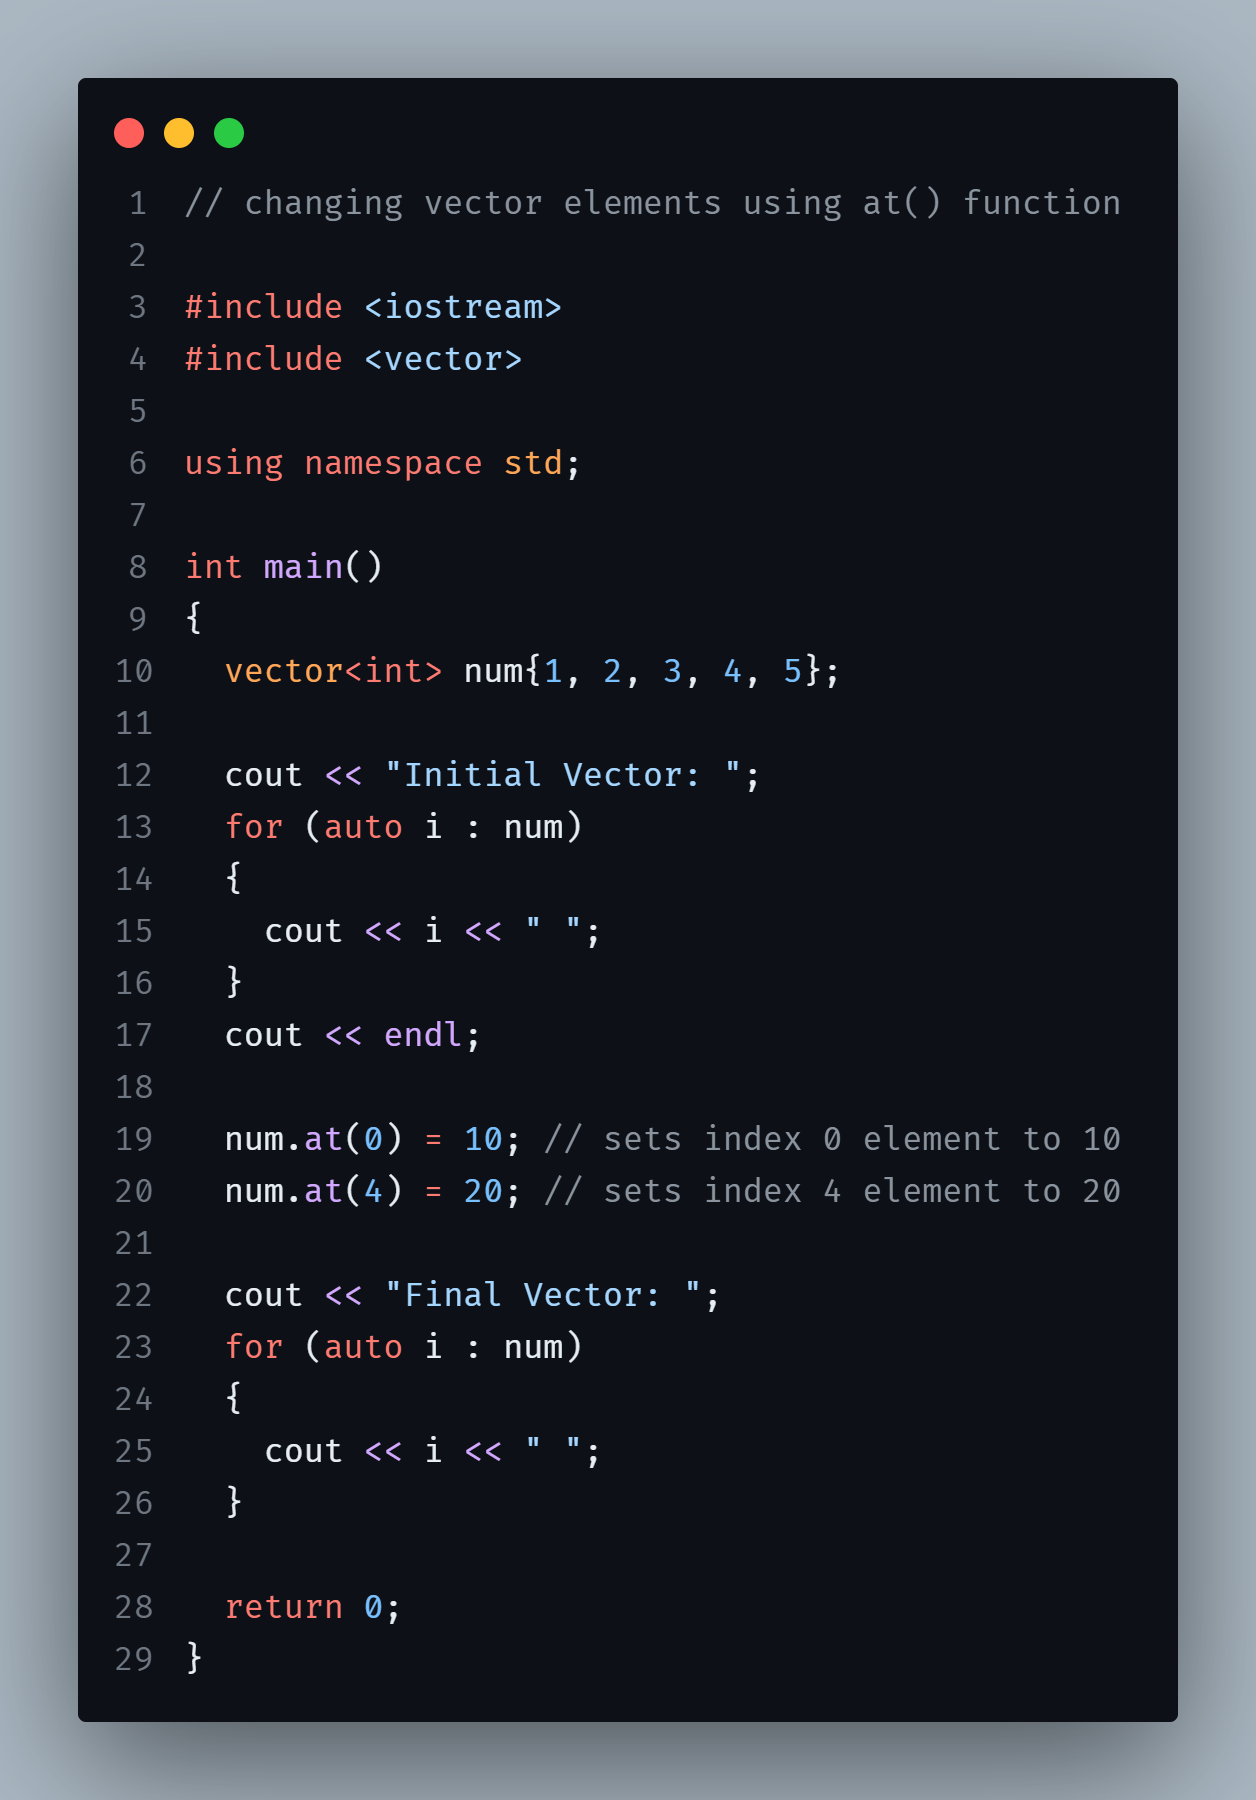 1 // changing vector elements using at() function
2
3 #include <iostream>
4 #include <vector>
5
6 using namespace std;
7
8 int main()
9 {
10   vector<int> num{1, 2, 3, 4, 5};
11
12   cout << "Initial Vector: ";
13   for (auto i : num)
14   {
15     cout << i << " ";
16   }
17   cout << endl;
18
19   num.at(0) = 10; // sets index 0 element to 10
20   num.at(4) = 20; // sets index 4 element to 20
21
22   cout << "Final Vector: ";
23   for (auto i : num)
24   {
25     cout << i << " ";
26   }
27
28   return 0;
29 }